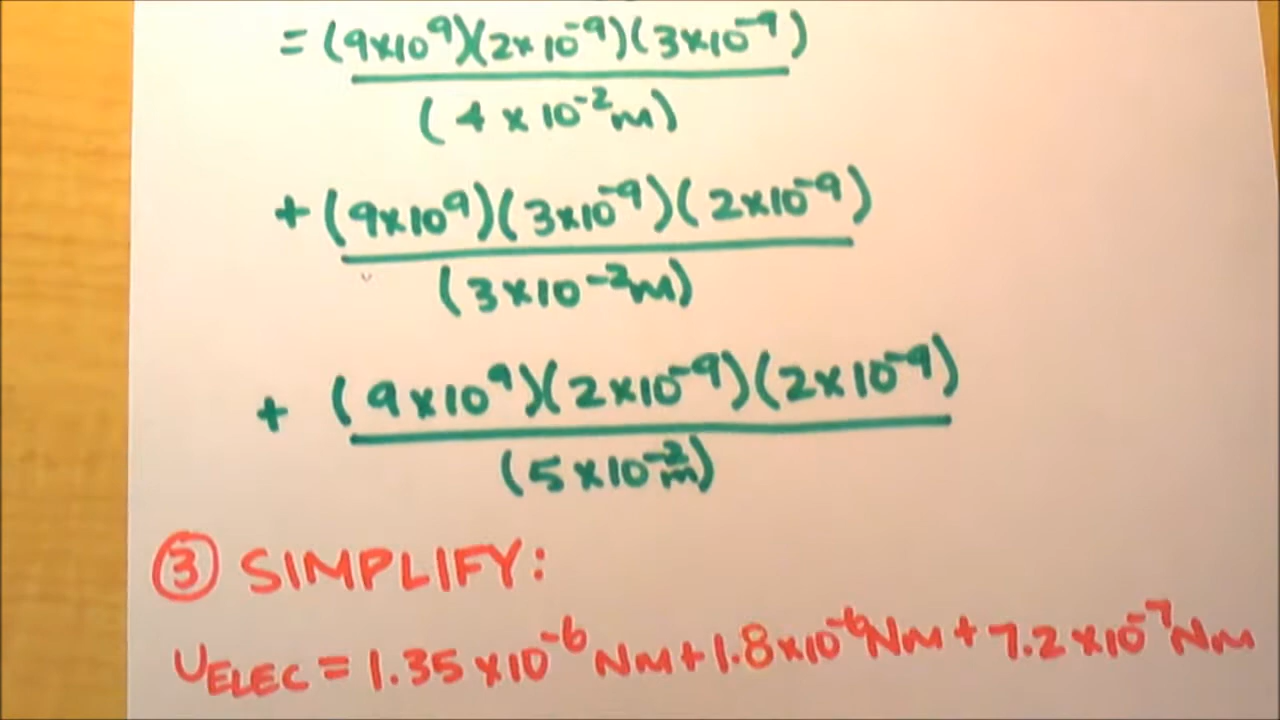 = (9×10⁹)(2×10⁻⁹)(3×10⁻⁹)
(4×10⁻²m)
+ (9×10⁹)(3×10⁻⁹)(2×10⁻⁹)
(3×10⁻²m)
+ (9×10⁹)(2×10⁻⁹)(2×10⁻⁹)
(5×10⁻²m)
③ SIMPLIFY:
U_ELEC = 1.35×10⁻⁶ Nm + 1.8×10⁻⁶ Nm + 7.2×10⁻⁷ Nm